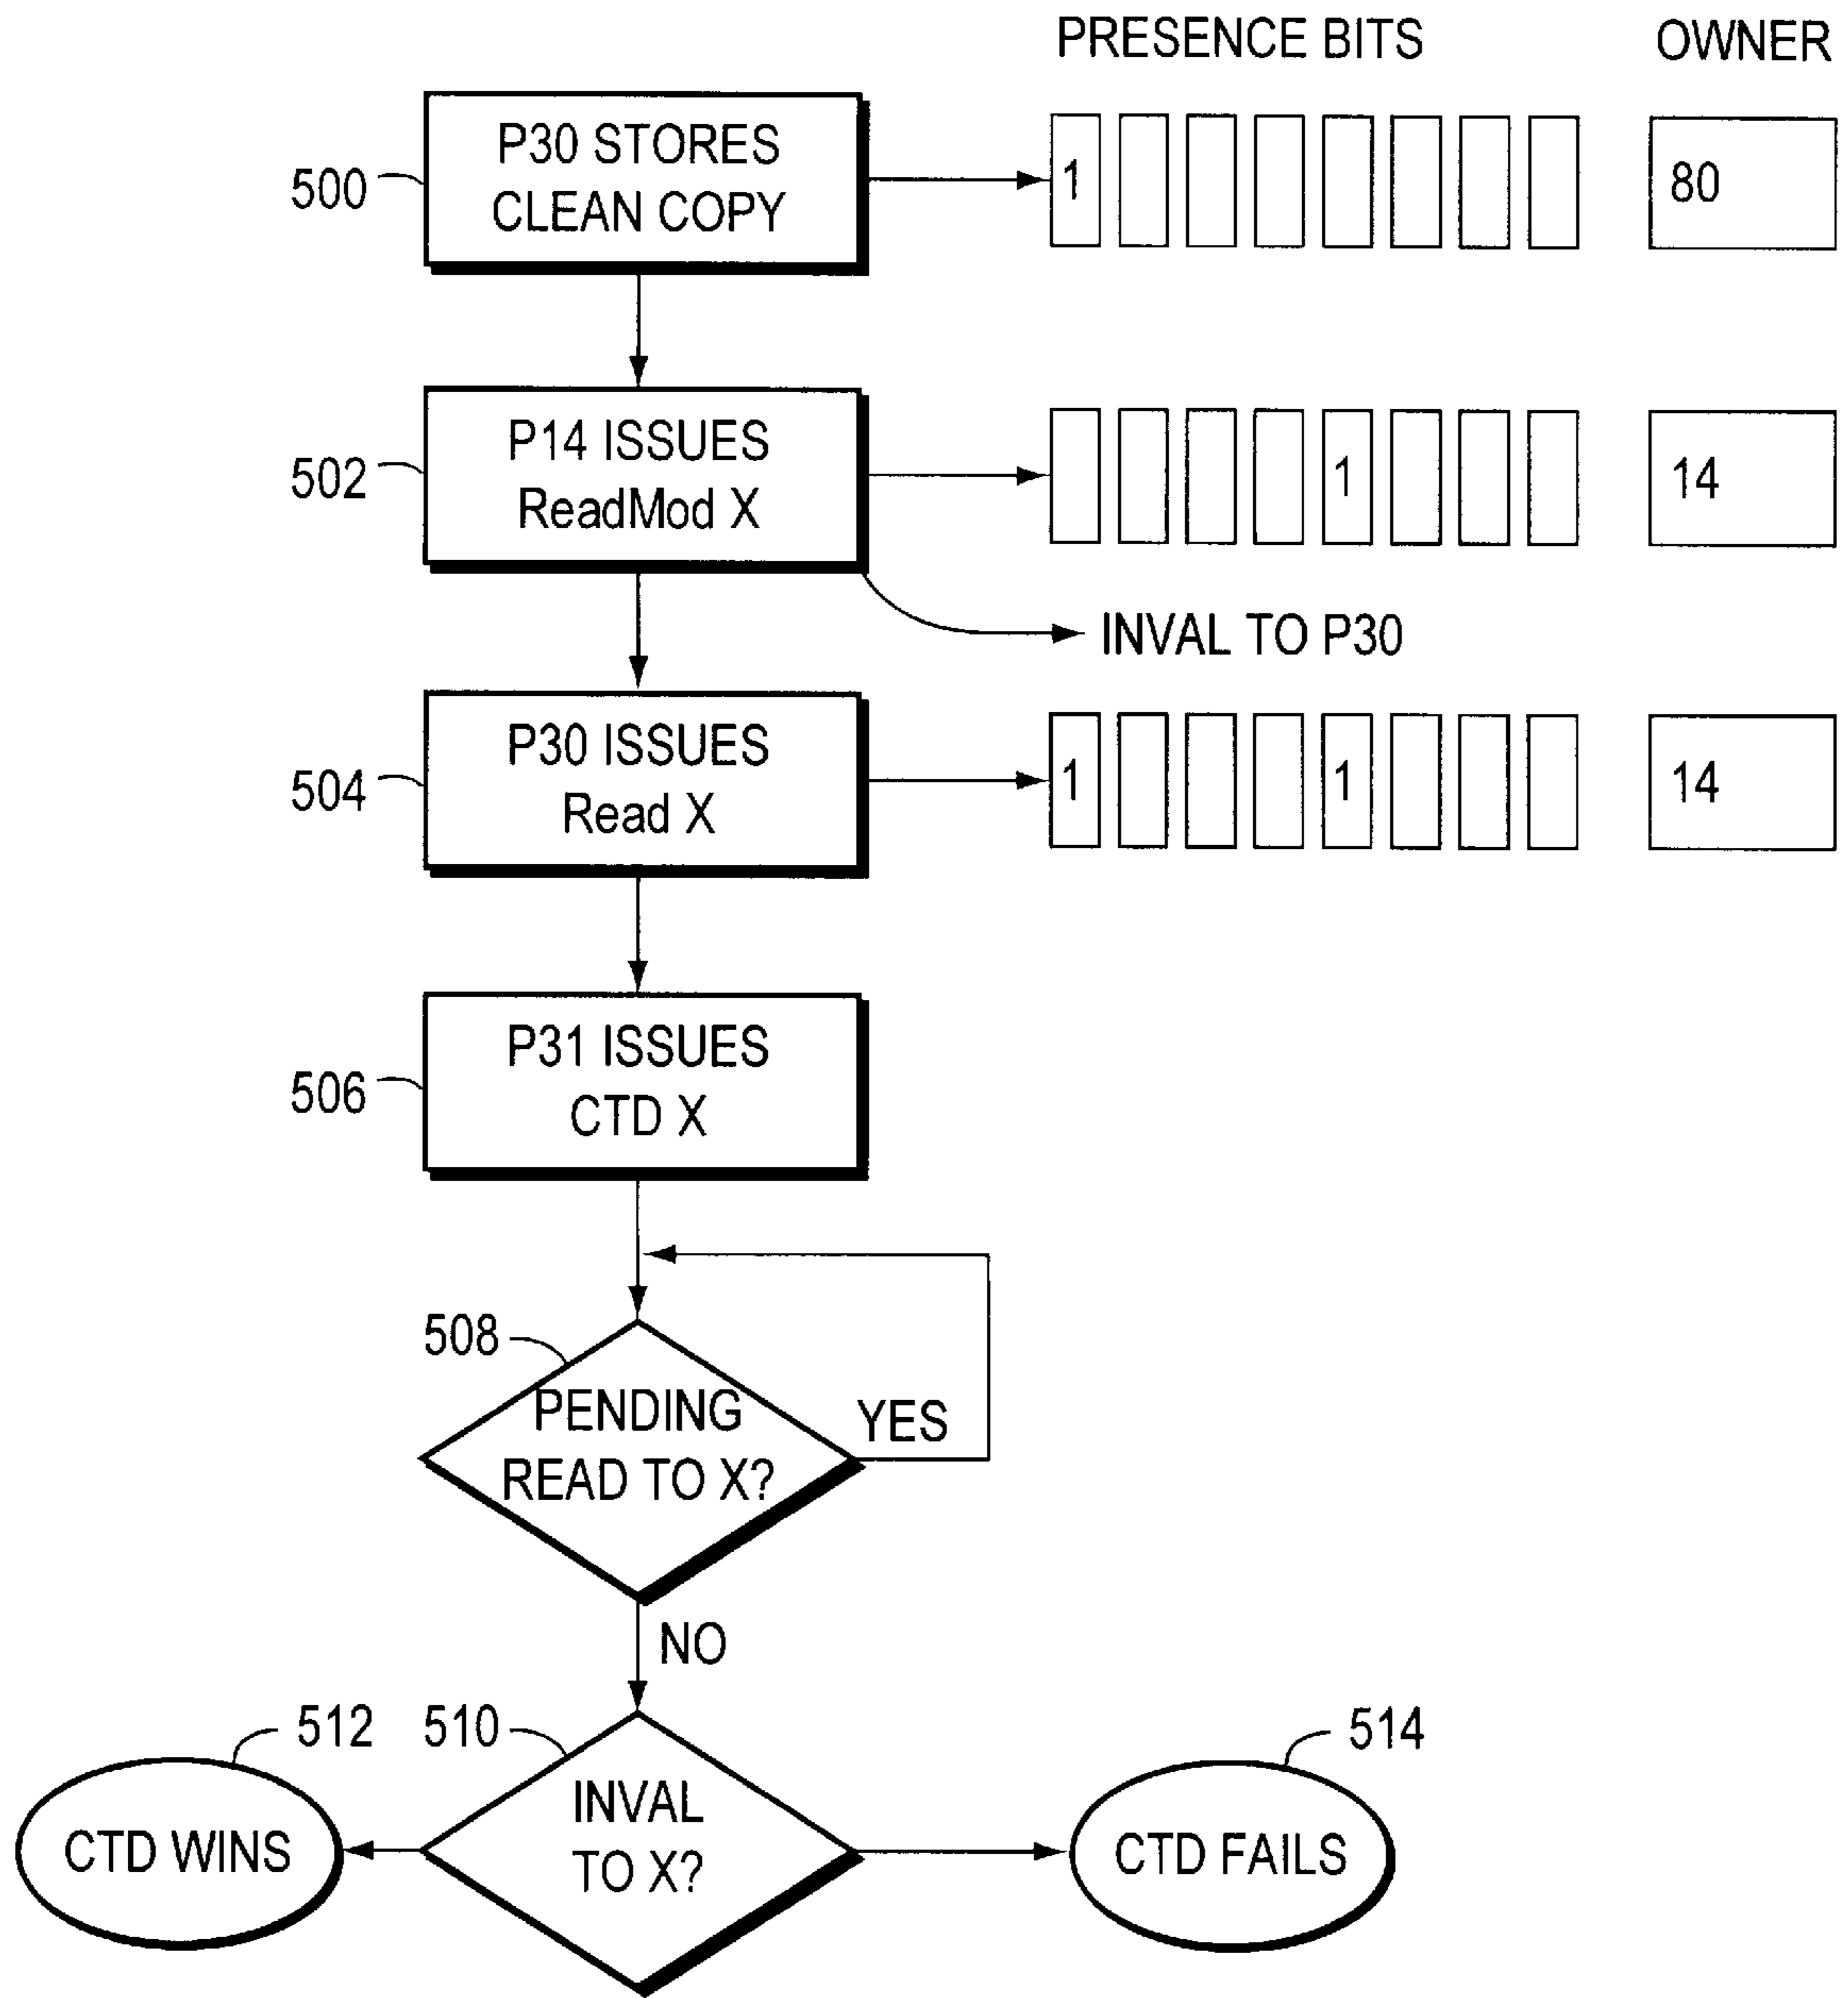 PRESENCE BITS
OWNER
500
P30 STORES
CLEAN COPY
1
80
502
P14 ISSUES
ReadMod X
1
14
INVAL TO P30
504
P30 ISSUES
Read X
1
1
14
506
P31 ISSUES
CTD X
508
PENDING
READ TO X?
YES
NO
512
510
514
CTD WINS
INVAL
TO X?
CTD FAILS